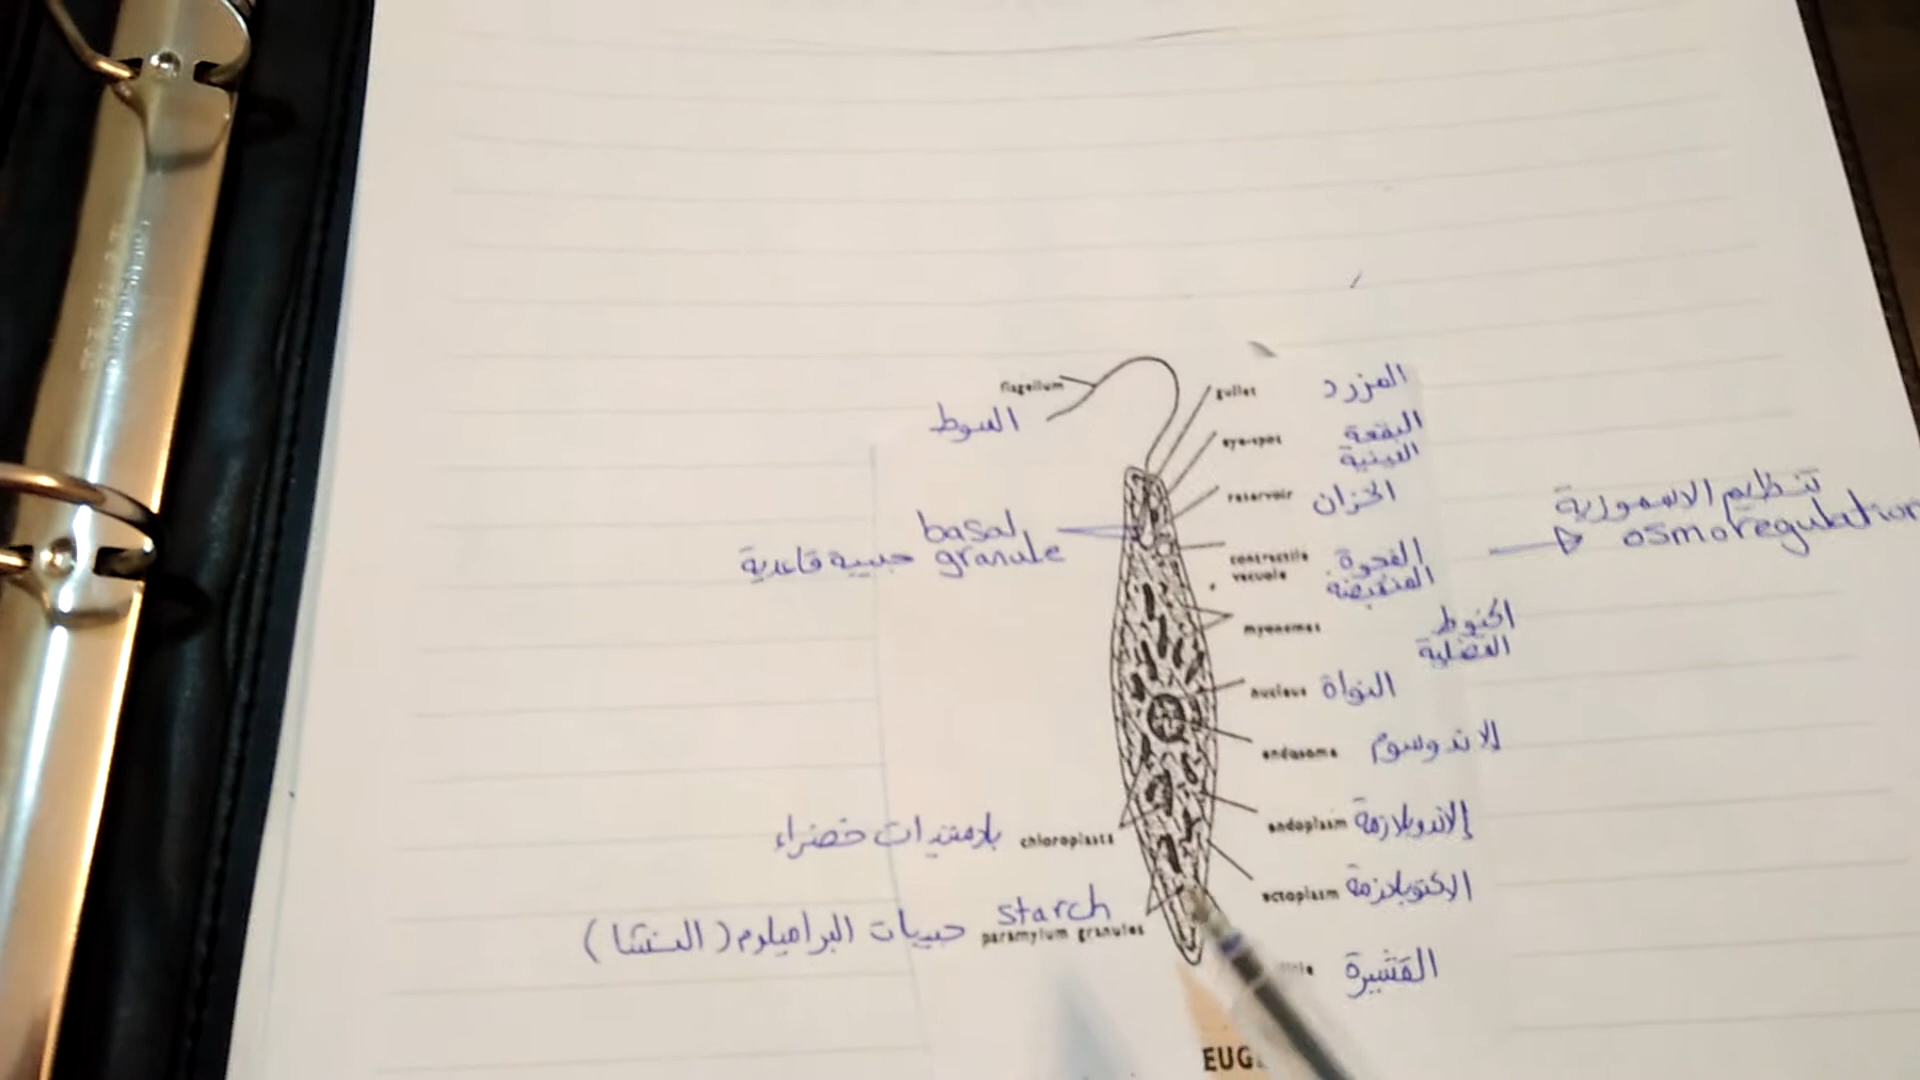 flagellum
السوط
gullet المزرد
eye-spot البقعة
العينية
reservoir الخزان
تنظيم الاسموزية
osmoregulation
basal
granule حبيبة قاعدية
contractile الفجوة
vacuole المنقبضة
myonemes الخيوط
العضلية
nucleus النواة
endosome الاندوسوم
endoplasm الاندوبلازمة
chloroplasts بلاستيدات خضراء
ectoplasm الاكتوبلازمة
starch
paramylum granules حبيبات البراميلوم (النشا)
القشيرة
EUG